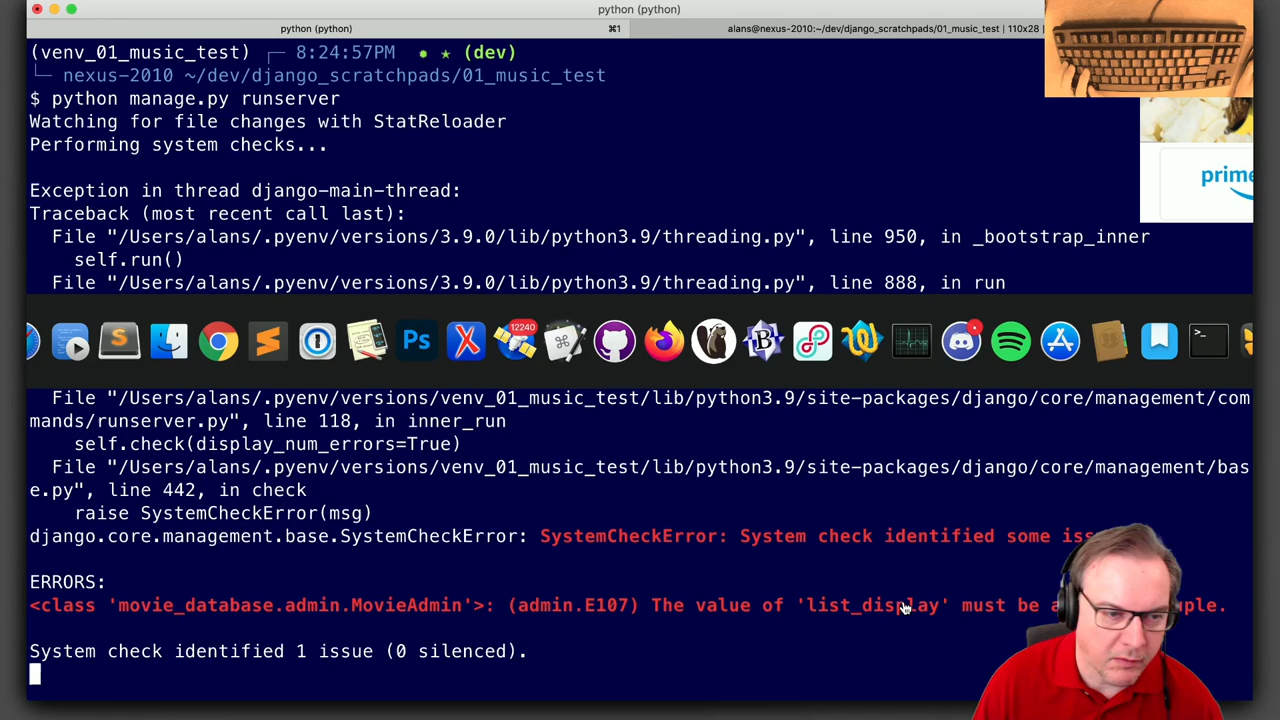 python (python)
python (python) ⌘1 alans@nexus-2010:~/dev/django_scratchpads/01_music_test | 110x28
(venv_01_music_test) ┌─ 8:24:57PM ● ★ (dev)
└─ nexus-2010 ~/dev/django_scratchpads/01_music_test
$ python manage.py runserver
Watching for file changes with StatReloader
Performing system checks...
prime
Exception in thread django-main-thread:
Traceback (most recent call last):
File "/Users/alans/.pyenv/versions/3.9.0/lib/python3.9/threading.py", line 950, in _bootstrap_inner
self.run()
File "/Users/alans/.pyenv/versions/3.9.0/lib/python3.9/threading.py", line 888, in run
12240
Ps
File "/Users/alans/.pyenv/versions/venv_01_music_test/lib/python3.9/site-packages/django/core/management/com
mands/runserver.py", line 118, in inner_run
self.check(display_num_errors=True)
File "/Users/alans/.pyenv/versions/venv_01_music_test/lib/python3.9/site-packages/django/core/management/bas
e.py", line 442, in check
raise SystemCheckError(msg)
django.core.management.base.SystemCheckError: SystemCheckError: System check identified some iss
ERRORS:
<class 'movie_database.admin.MovieAdmin'>: (admin.E107) The value of 'list_display' must be a ple.
System check identified 1 issue (0 silenced).